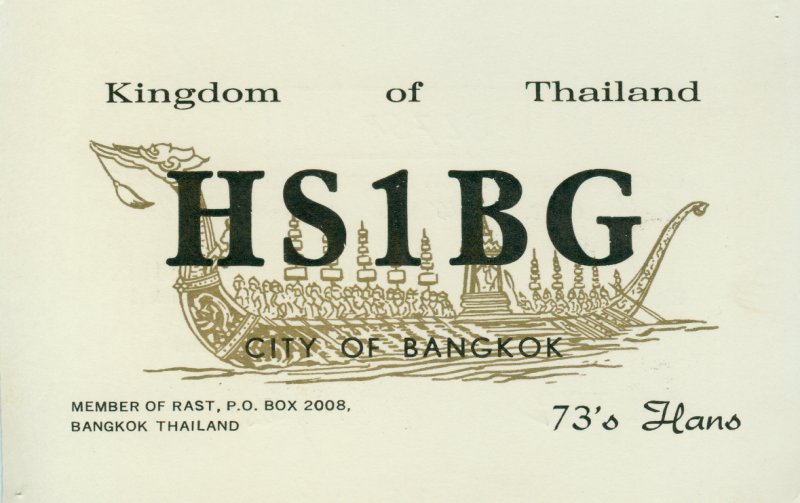 Kingdom of Thailand
HS1BG
CITY OF BANGKOK
MEMBER OF RAST, P.O. BOX 2008,
BANGKOK THAILAND
73's Hans